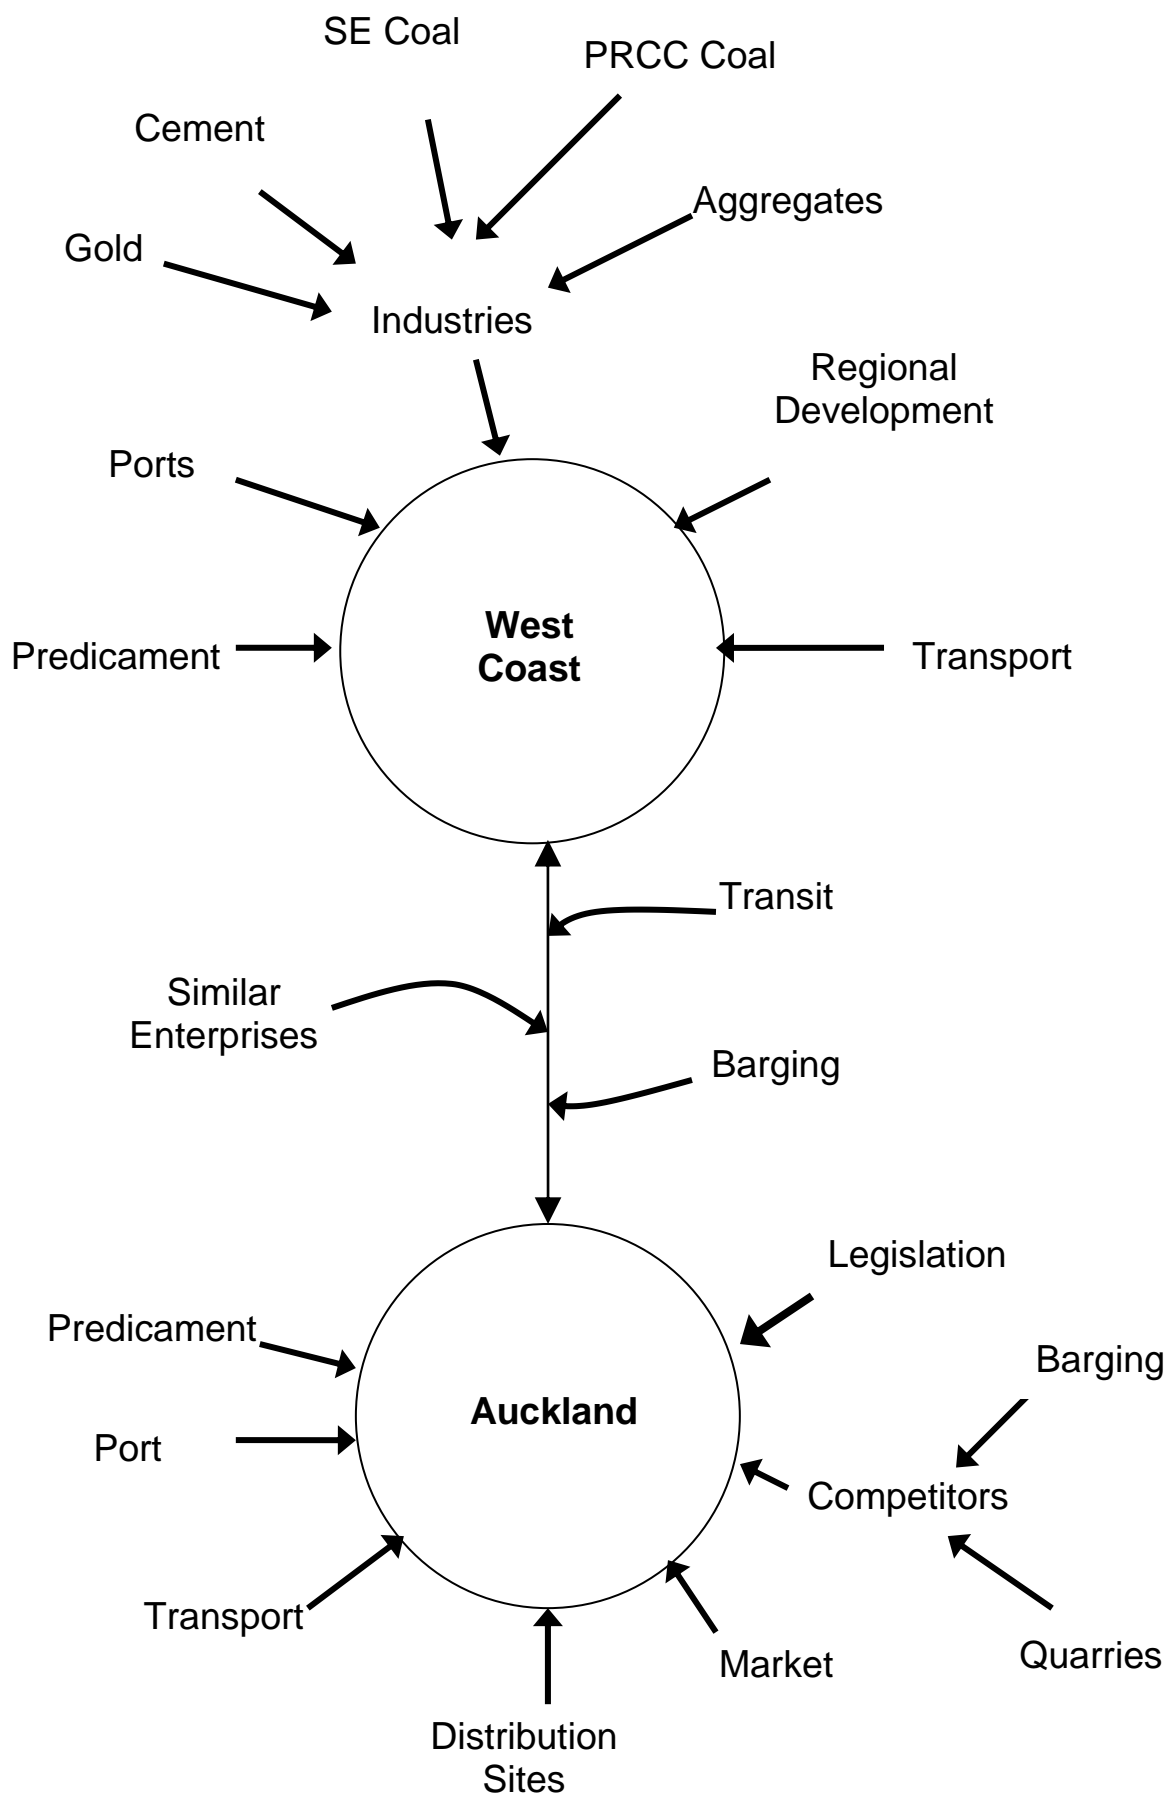 SE Coal
PRCC Coal
Cement
Aggregates
Gold
Industries
Regional
Development
Ports
West
Coast
Predicament
Transport
Transit
Similar
Enterprises
Barging
Legislation
Predicament
Barging
Auckland
Port
Competitors
Transport
Market
Quarries
Distribution
Sites